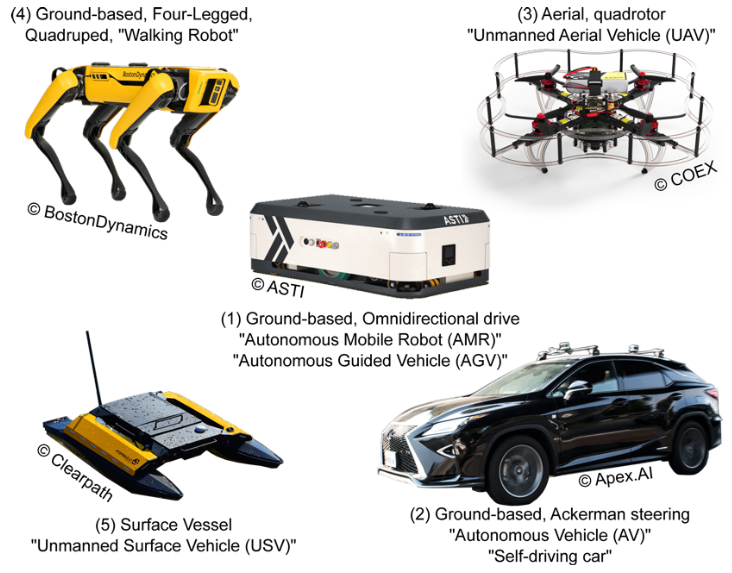 (4) Ground-based, Four-Legged,
Quadruped, "Walking Robot"
BostonDynamics
© BostonDynamics
(3) Aerial, quadrotor
"Unmanned Aerial Vehicle (UAV)"
© COEX
ASTI
© ASTI
(1) Ground-based, Omnidirectional drive
"Autonomous Mobile Robot (AMR)"
"Autonomous Guided Vehicle (AGV)"
© Clearpath
(5) Surface Vessel
"Unmanned Surface Vehicle (USV)"
© Apex.AI
(2) Ground-based, Ackerman steering
"Autonomous Vehicle (AV)"
"Self-driving car"